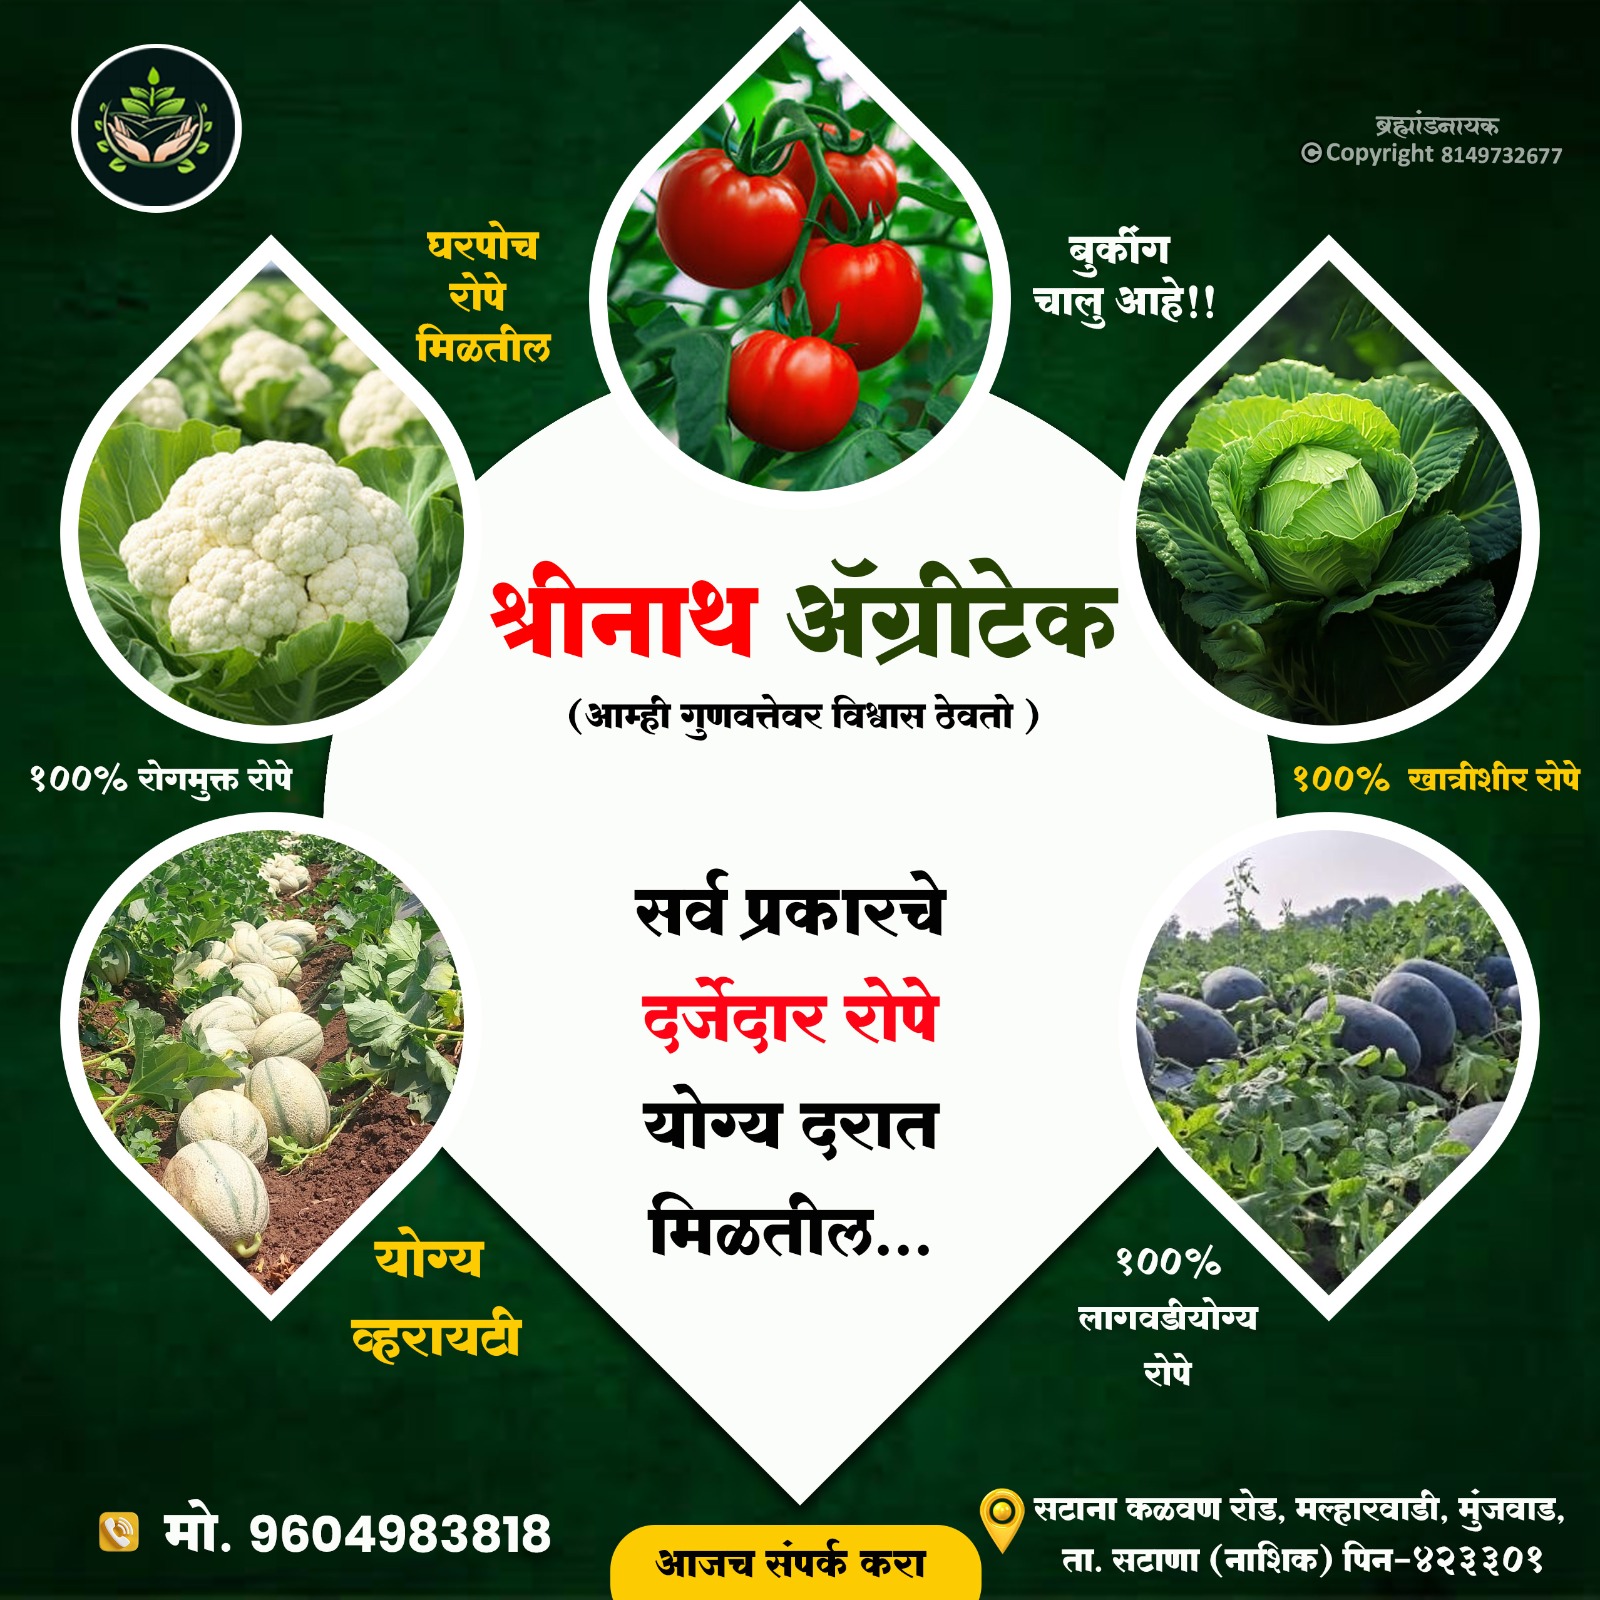 ब्रह्मांडनायक
©Copyright 8149732677
घरपोच
रोपे
मिळतील
बुकींग
चालु आहे!!
श्रीनाथ ॲग्रीटेक
(आम्ही गुणवत्तेवर विश्वास ठेवतो )
१००% रोगमुक्त रोपे
१००% खात्रीशीर रोपे
सर्व प्रकारचे
दर्जेदार रोपे
योग्य दरात
मिळतील...
योग्य
व्हरायटी
१००%
लागवडीयोग्य
रोपे
मो. 9604983818
आजच संपर्क करा
सटाना कळवण रोड, मल्हारवाडी, मुंजवाड,
ता. सटाणा (नाशिक) पिन-४२३३०१